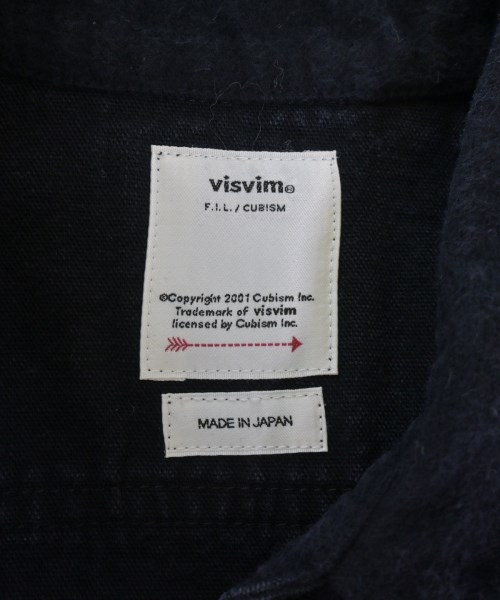 visvim®
F.I.L. / CUBISM
©Copyright 2001 Cubism Inc.
Trademark of visvim
licensed by Cubism Inc.
MADE IN JAPAN